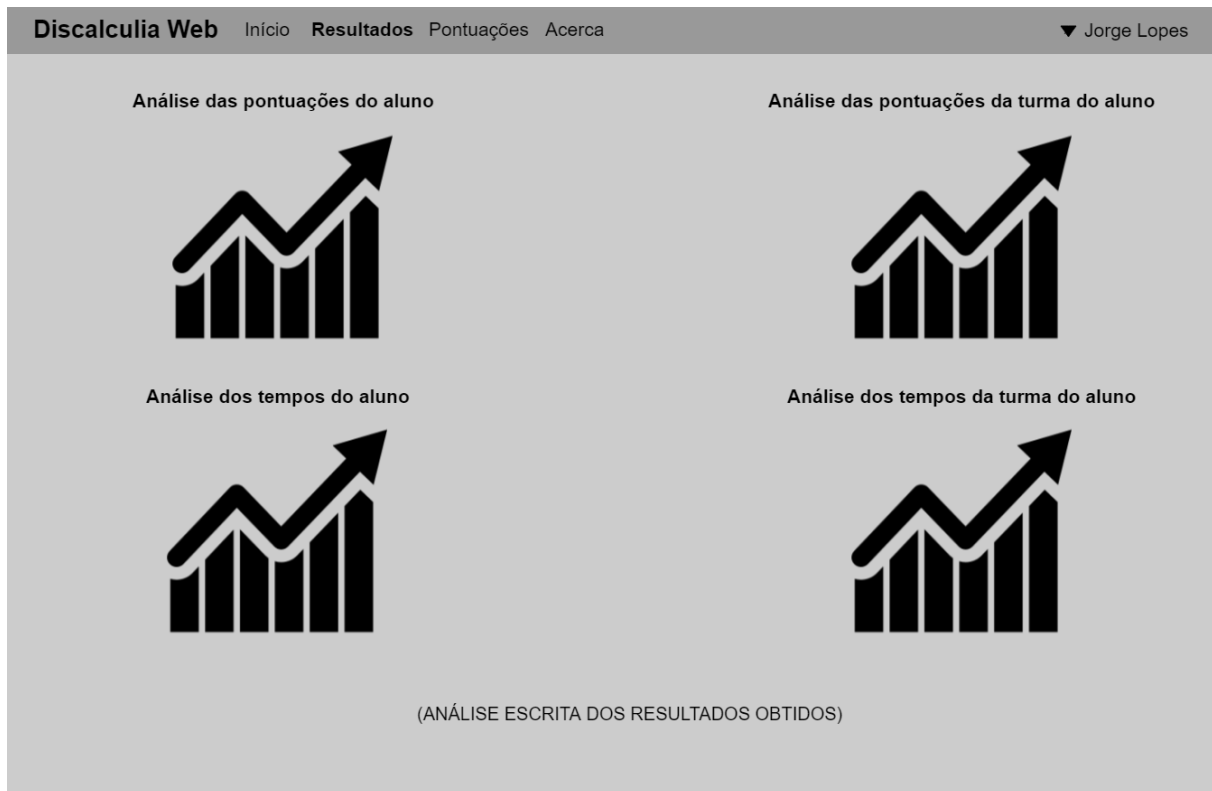 Discalculia Web Início Resultados Pontuações Acerca Jorge Lopes
Análise das pontuações do aluno
Análise das pontuações da turma do aluno
Análise dos tempos do aluno
Análise dos tempos da turma do aluno
(ANÁLISE ESCRITA DOS RESULTADOS OBTIDOS)